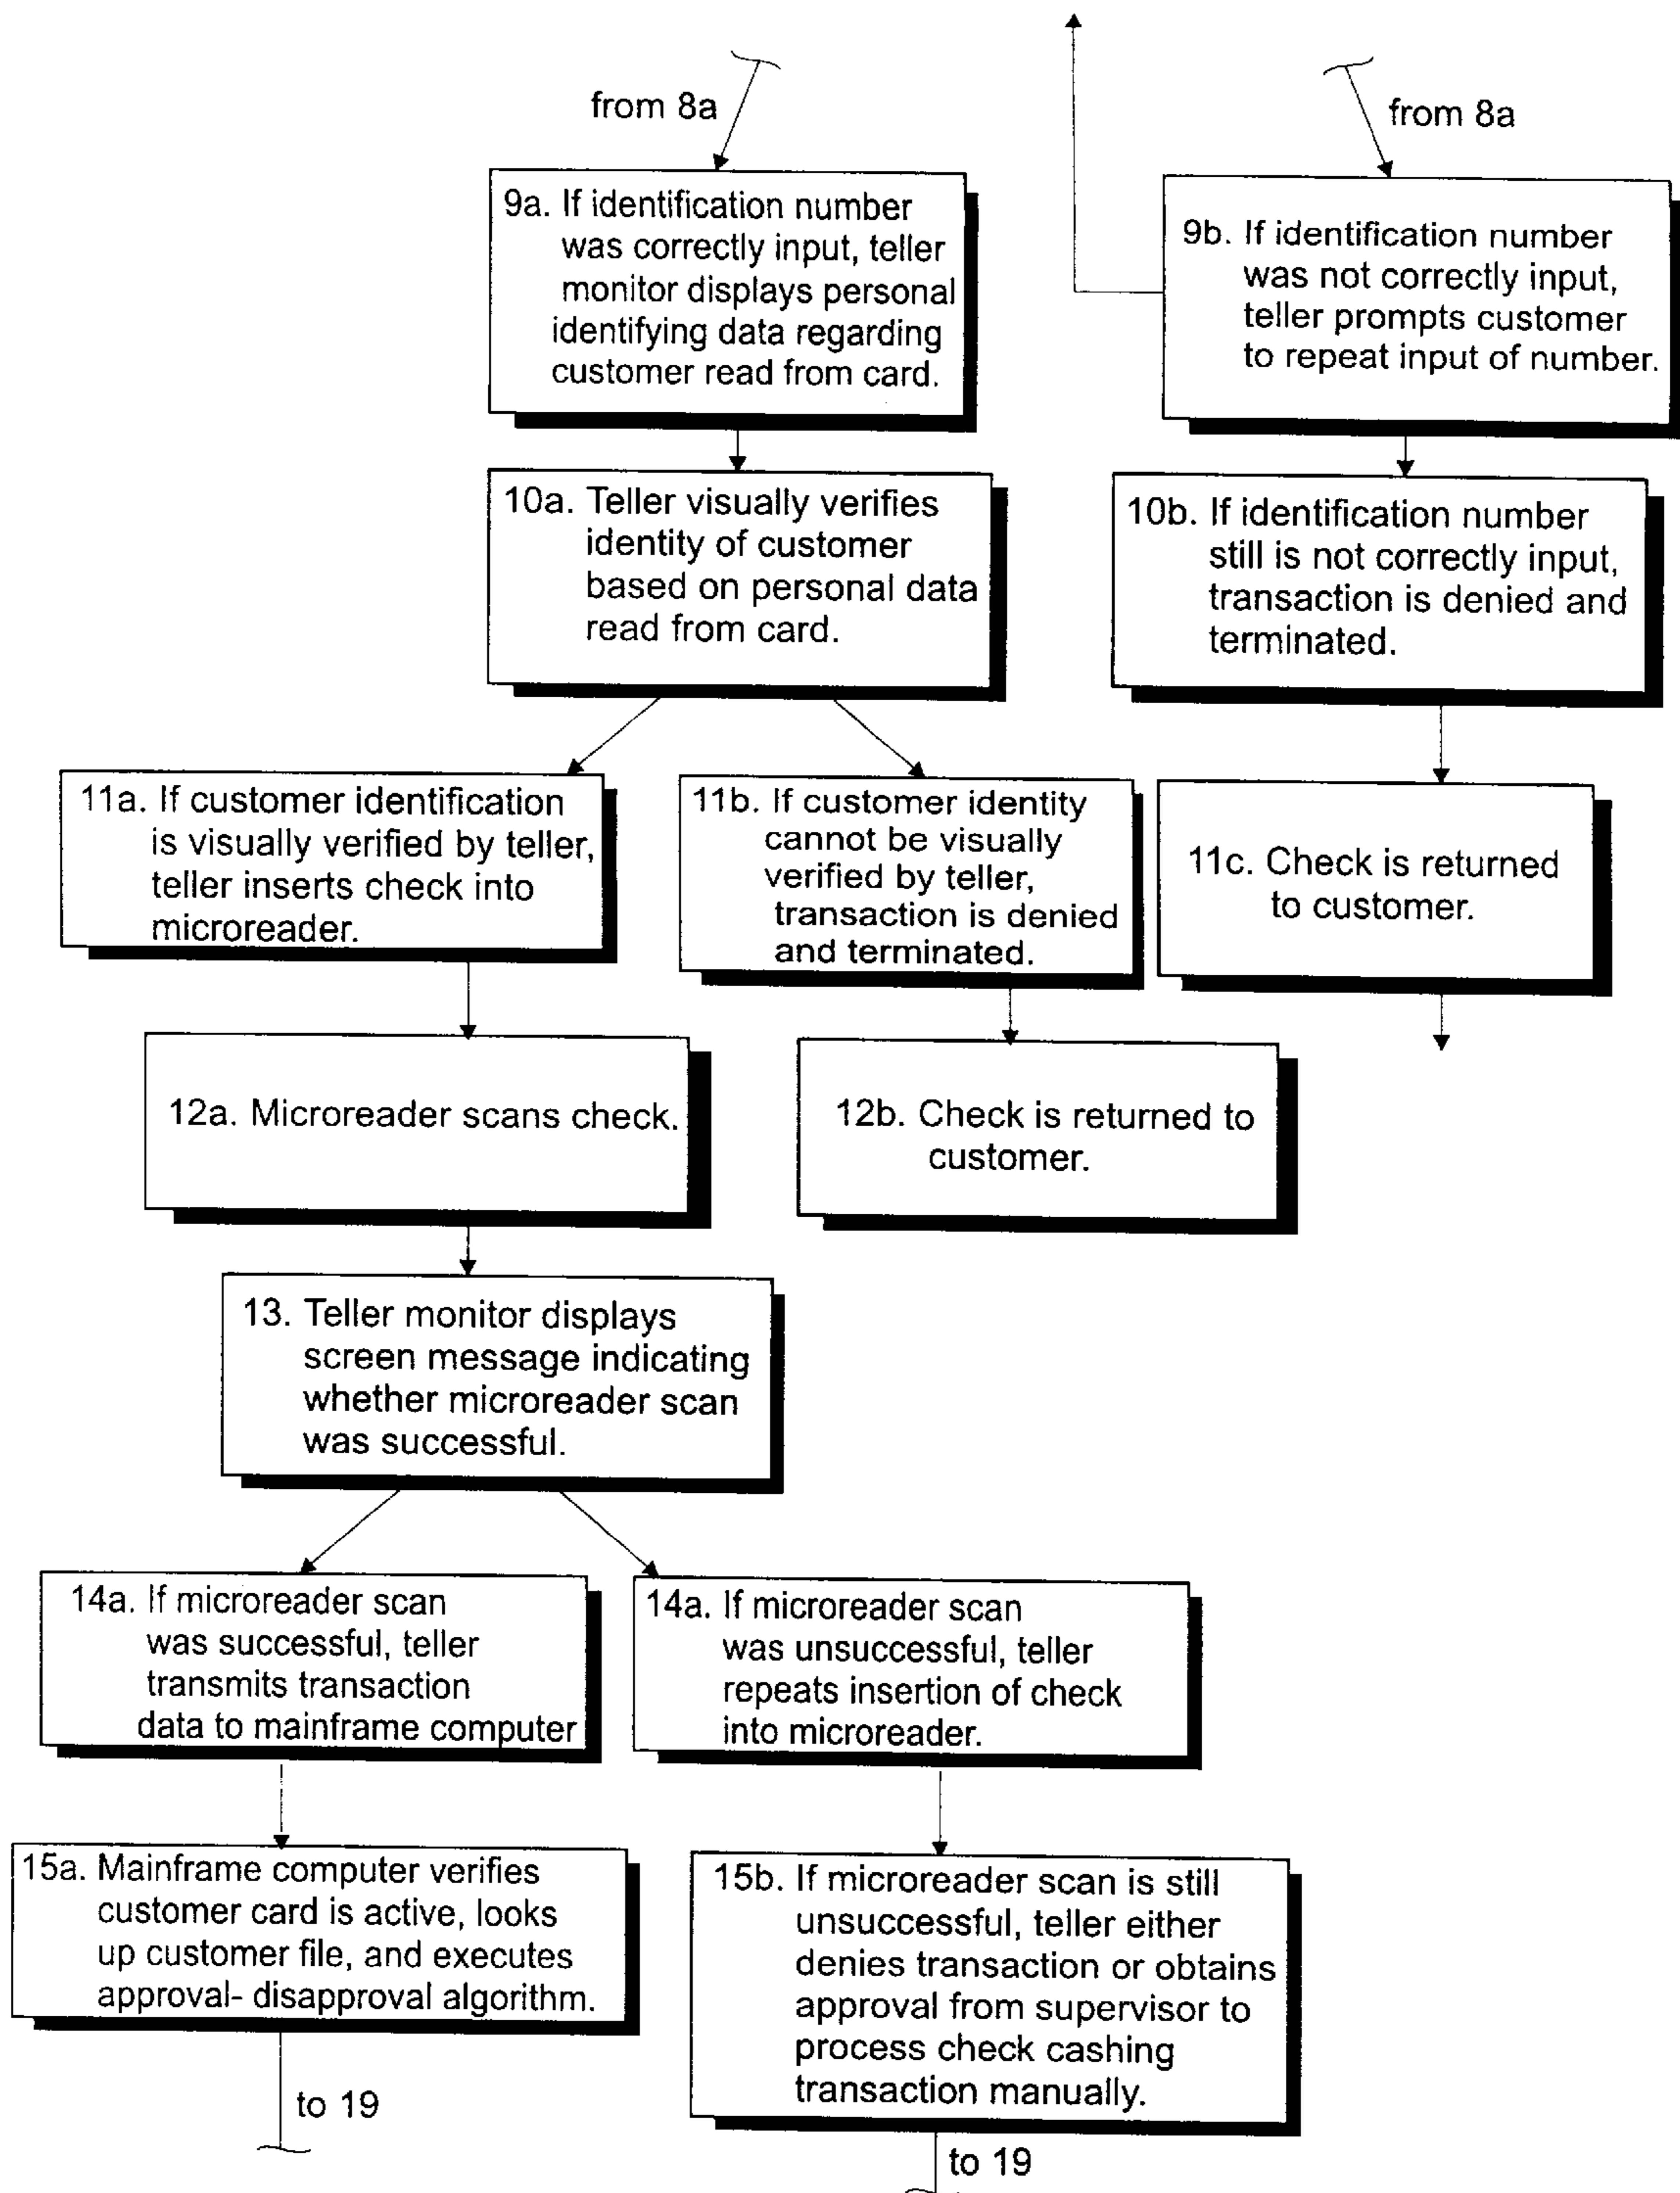 from 8a
from 8a
9a. If identification number
was correctly input, teller
monitor displays personal
identifying data regarding
customer read from card.
9b. If identification number
was not correctly input,
teller prompts customer
to repeat input of number.
10a. Teller visually verifies
identity of customer
based on personal data
read from card.
10b. If identification number
still is not correctly input,
transaction is denied and
terminated.
11a. If customer identification
is visually verified by teller,
teller inserts check into
microreader.
11b. If customer identity
cannot be visually
verified by teller,
transaction is denied
and terminated.
11c. Check is returned
to customer.
12a. Microreader scans check.
12b. Check is returned to
customer.
13. Teller monitor displays
screen message indicating
whether microreader scan
was successful.
14a. If microreader scan
was successful, teller
transmits transaction
data to mainframe computer
14a. If microreader scan
was unsuccessful, teller
repeats insertion of check
into microreader.
15a. Mainframe computer verifies
customer card is active, looks
up customer file, and executes
approval- disapproval algorithm.
15b. If microreader scan is still
unsuccessful, teller either
denies transaction or obtains
approval from supervisor to
process check cashing
transaction manually.
to 19
to 19